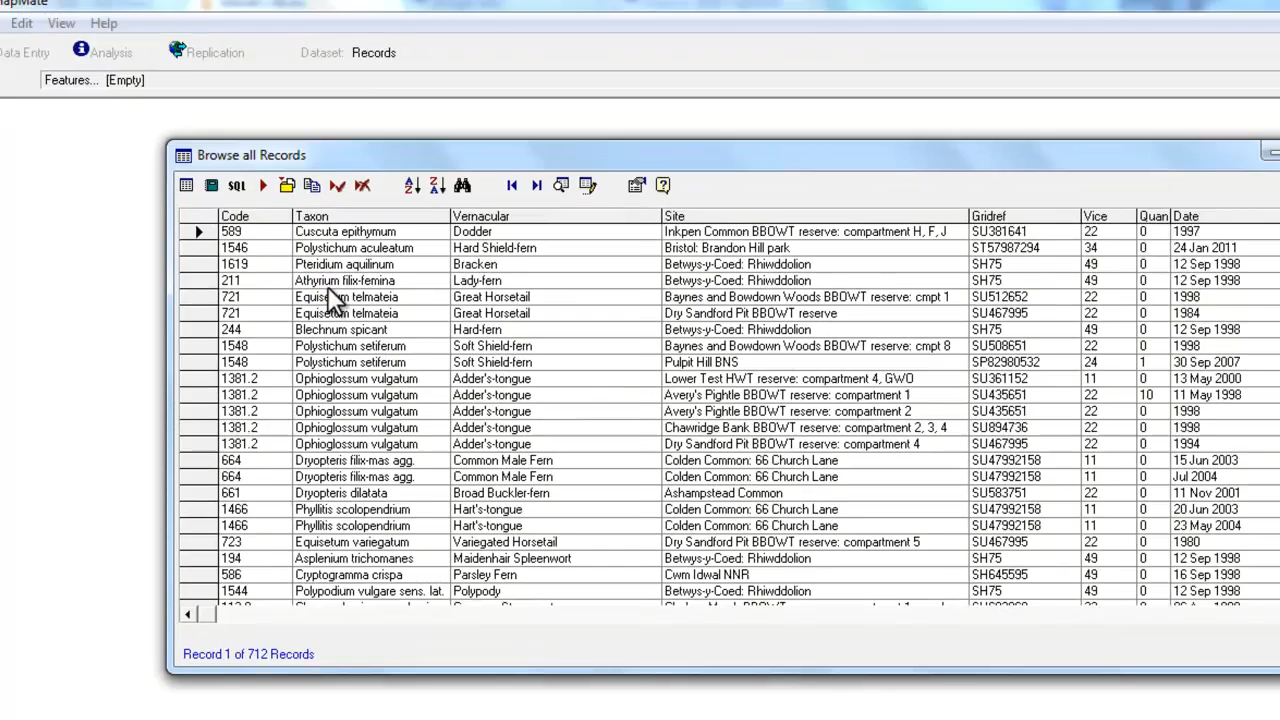 Edit View Help
Data Entry Analysis Replication Dataset: Records
Features... [Empty]
Browse all Records
SQL
Code Taxon Vernacular Site Gridref Vice Quan Date
589 Cuscuta epithymum Dodder Inkpen Common BBOWT reserve: compartment H, F, J SU381641 22 0 1997
1546 Polystichum aculeatum Hard Shield-fern Bristol: Brandon Hill park ST57987294 34 0 24 Jan 2011
1619 Pteridium aquilinum Bracken Betwys-y-Coed: Rhiwddolion SH75 49 0 12 Sep 1998
211 Athyrium filix-femina Lady-fern Betwys-y-Coed: Rhiwddolion SH75 49 0 12 Sep 1998
721 Equisetum telmateia Great Horsetail Baynes and Bowdown Woods BBOWT reserve: cmpt 1 SU512652 22 0 1998
721 Equisetum telmateia Great Horsetail Dry Sandford Pit BBOWT reserve SU467995 22 0 1984
244 Blechnum spicant Hard-fern Betwys-y-Coed: Rhiwddolion SH75 49 0 12 Sep 1998
1548 Polystichum setiferum Soft Shield-fern Baynes and Bowdown Woods BBOWT reserve: cmpt 8 SU508651 22 0 1998
1548 Polystichum setiferum Soft Shield-fern Pulpit Hill BNS SP82980532 24 1 30 Sep 2007
1381.2 Ophioglossum vulgatum Adder's-tongue Lower Test HWT reserve: compartment 4, GWO SU361152 11 0 13 May 2000
1381.2 Ophioglossum vulgatum Adder's-tongue Avery's Pightle BBOWT reserve: compartment 1 SU435651 22 10 11 May 1998
1381.2 Ophioglossum vulgatum Adder's-tongue Avery's Pightle BBOWT reserve: compartment 2 SU435651 22 0 1998
1381.2 Ophioglossum vulgatum Adder's-tongue Chawridge Bank BBOWT reserve: compartment 2, 3, 4 SU894736 22 0 1998
1381.2 Ophioglossum vulgatum Adder's-tongue Dry Sandford Pit BBOWT reserve: compartment 4 SU467995 22 0 1994
664 Dryopteris filix-mas agg. Common Male Fern Colden Common: 66 Church Lane SU47992158 11 0 15 Jun 2003
664 Dryopteris filix-mas agg. Common Male Fern Colden Common: 66 Church Lane SU47992158 11 0 Jul 2004
661 Dryopteris dilatata Broad Buckler-fern Ashampstead Common SU583751 22 0 11 Nov 2001
1466 Phyllitis scolopendrium Hart's-tongue Colden Common: 66 Church Lane SU47992158 11 0 20 Jun 2003
1466 Phyllitis scolopendrium Hart's-tongue Colden Common: 66 Church Lane SU47992158 11 0 23 May 2004
723 Equisetum variegatum Variegated Horsetail Dry Sandford Pit BBOWT reserve: compartment 5 SU467995 22 0 1980
194 Asplenium trichomanes Maidenhair Spleenwort Betwys-y-Coed: Rhiwddolion SH75 49 0 12 Sep 1998
586 Cryptogramma crispa Parsley Fern Cwm Idwal NNR SH645595 49 0 16 Sep 1998
1544 Polypodium vulgare sens. lat. Polypody Betwys-y-Coed: Rhiwddolion SH75 49 0 12 Sep 1998
Record 1 of 712 Records